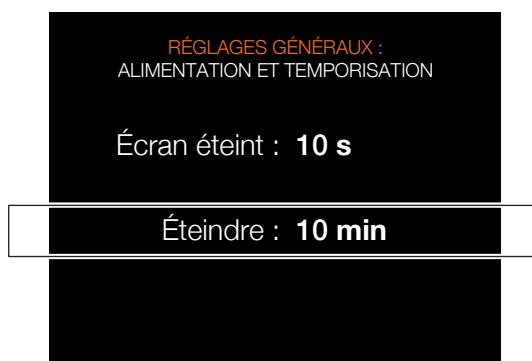 RÉGLAGES GÉNÉRAUX :
ALIMENTATION ET TEMPORISATION
Écran éteint : 10 s
Éteindre : 10 min